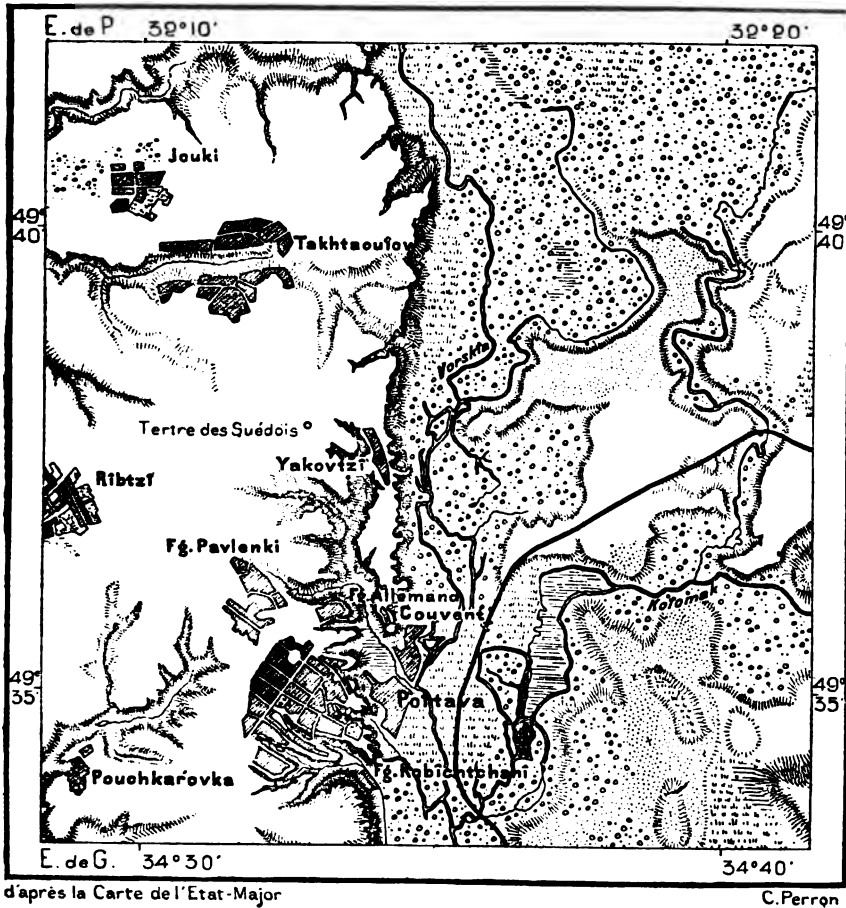 E. de P. 32°10' 32°20'
Jouki
49° 49°
40' 40'
Takhtaoulov
Vorskla
Tertre des Suédois
Yakovtzi
Ribtzi
Fg. Pavlenki
Fg. Allemand
Couvent
Kolomak
49° 49°
35' 35'
Poltava
Pouchkarovka
Fg. Kobichtchani
E. de G. 34°30' 34°40'
d'après la Carte de l'Etat-Major C. Perron